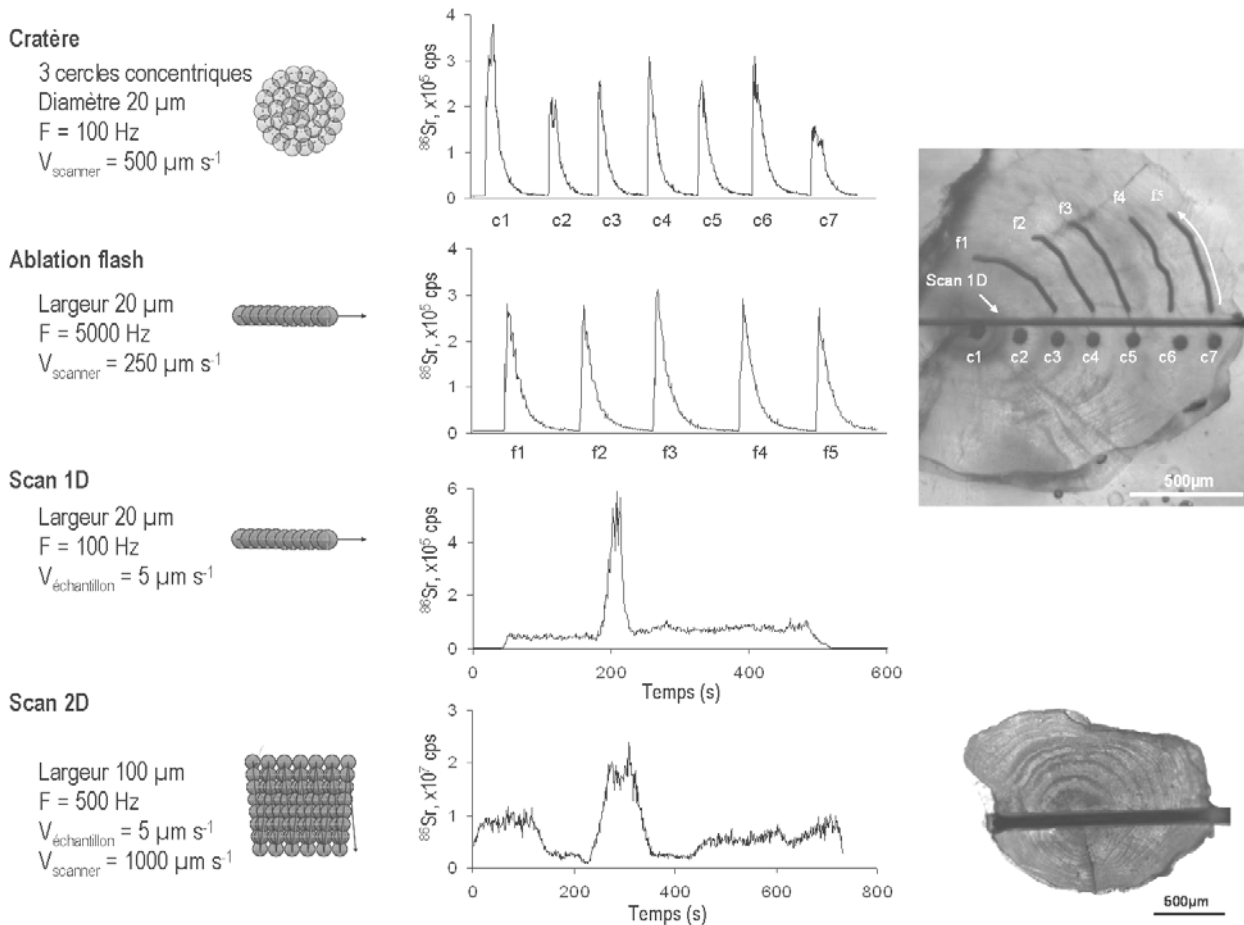 Cratère
3 cercles concentriques
Diamètre 20 µm
F = 100 Hz
Vscanner = 500 µm s⁻¹
⁸⁶Sr, x10⁵ cps
4
3
2
1
0
c1 c2 c3 c4 c5 c6 c7
Ablation flash
Largeur 20 µm
F = 5000 Hz
Vscanner = 250 µm s⁻¹
⁸⁶Sr, x10⁵ cps
4
3
2
1
0
f1 f2 f3 f4 f5
f1 f2 f3 f4 f5
Scan 1D
c1 c2 c3 c4 c5 c6 c7
500µm
Scan 1D
Largeur 20 µm
F = 100 Hz
Véchantillon = 5 µm s⁻¹
⁸⁶Sr, x10⁵ cps
6
4
2
0
0 200 400 600
Temps (s)
Scan 2D
Largeur 100 µm
F = 500 Hz
Véchantillon = 5 µm s⁻¹
Vscanner = 1000 µm s⁻¹
⁸⁶Sr, x10⁷ cps
3
2
1
0
0 200 400 600 800
Temps (s)
500µm